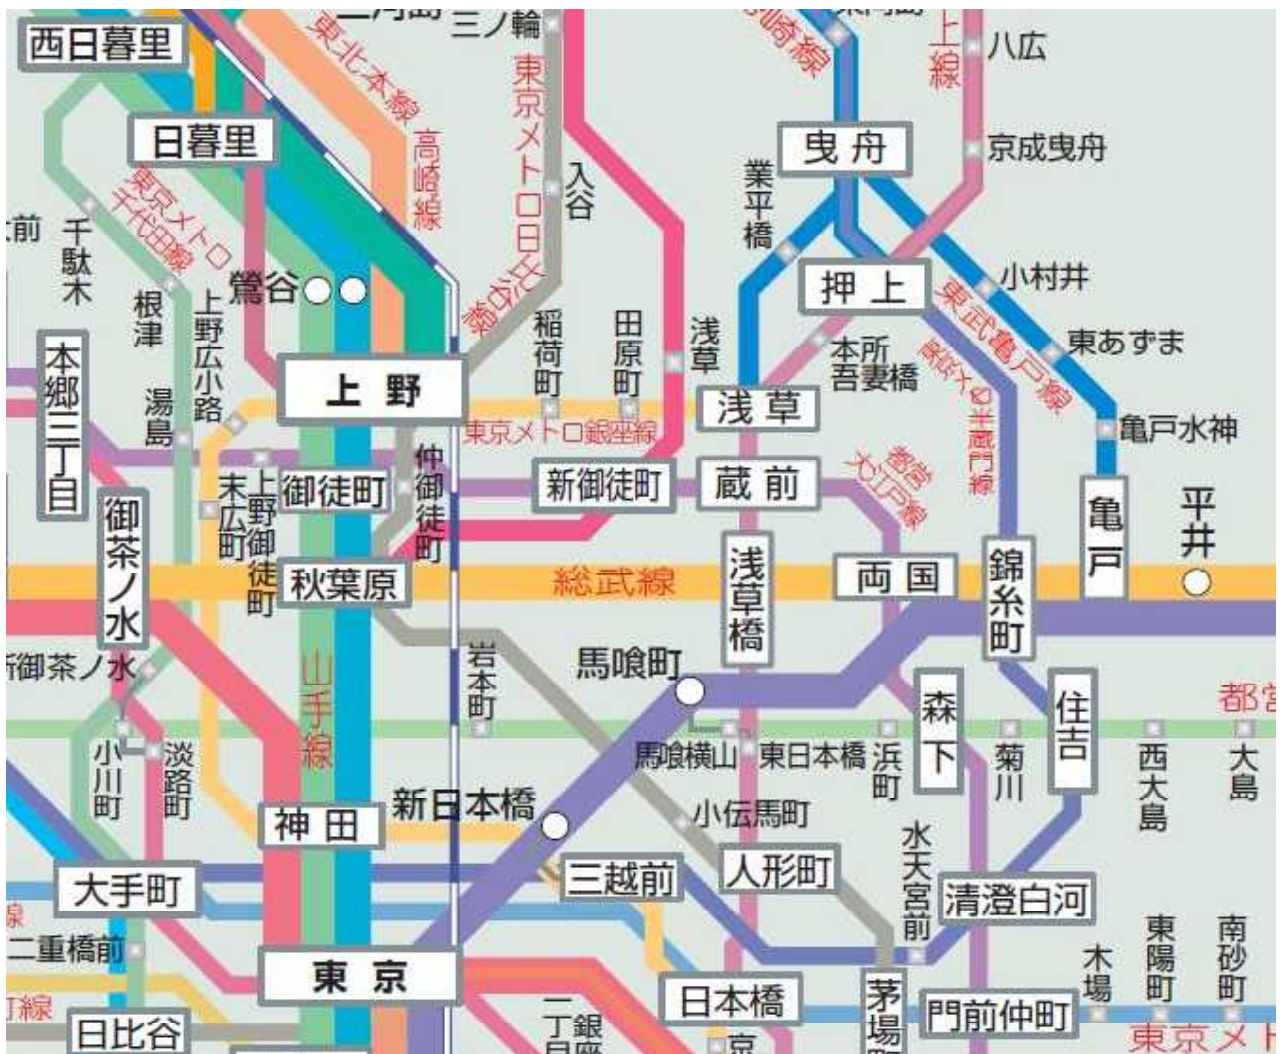 西日暮里
日暮里
東北本線
高崎線
三ノ輪
東京メトロ日比谷線
入谷
上線
八広
京成曳舟
曳舟
業平橋
押上
小村井
東あずま
東武亀戸線
亀戸水神
亀戸
平井
東京メトロ
千代田線
千駄木
根津
湯島
鶯谷
上野広小路
上野
稲荷町
田原町
浅草
東京メトロ銀座線
浅草
本所
吾妻橋
東京メトロ半蔵門線
都営
大江戸線
本郷三丁目
末広町
上野御徒町
御徒町
仲御徒町
新御徒町
蔵前
御茶ノ水
秋葉原
総武線
浅草橋
両国
錦糸町
新御茶ノ水
山手線
岩本町
馬喰町
馬喰横山
東日本橋
浜町
森下
菊川
住吉
西大島
大島
都営
小川町
淡路町
神田
新日本橋
小伝馬町
人形町
水天宮前
清澄白河
大手町
三越前
線
二重橋前
町線
日比谷
東京
日本橋
茅場町
門前仲町
木場
東陽町
南砂町
東京メト
銀座
一丁目
京